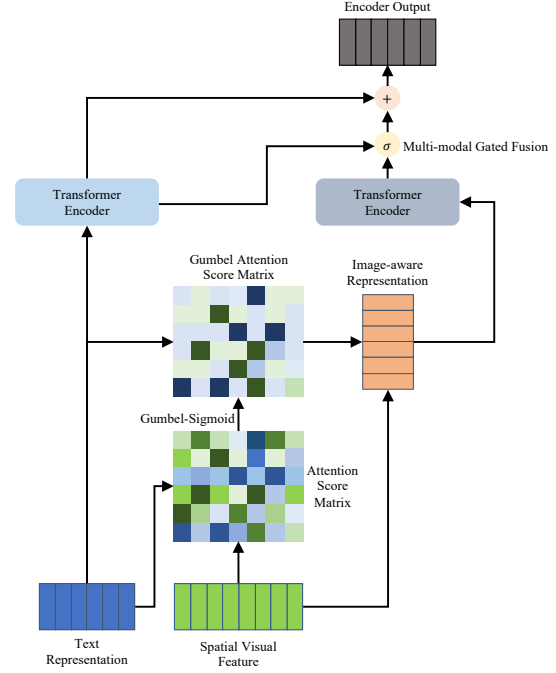 Encoder Output
+
σ
Multi-modal Gated Fusion
Transformer
Encoder
Transformer
Encoder
Gumbel Attention
Score Matrix
Image-aware
Representation
Gumbel-Sigmoid
Attention
Score
Matrix
Text
Representation
Spatial Visual
Feature